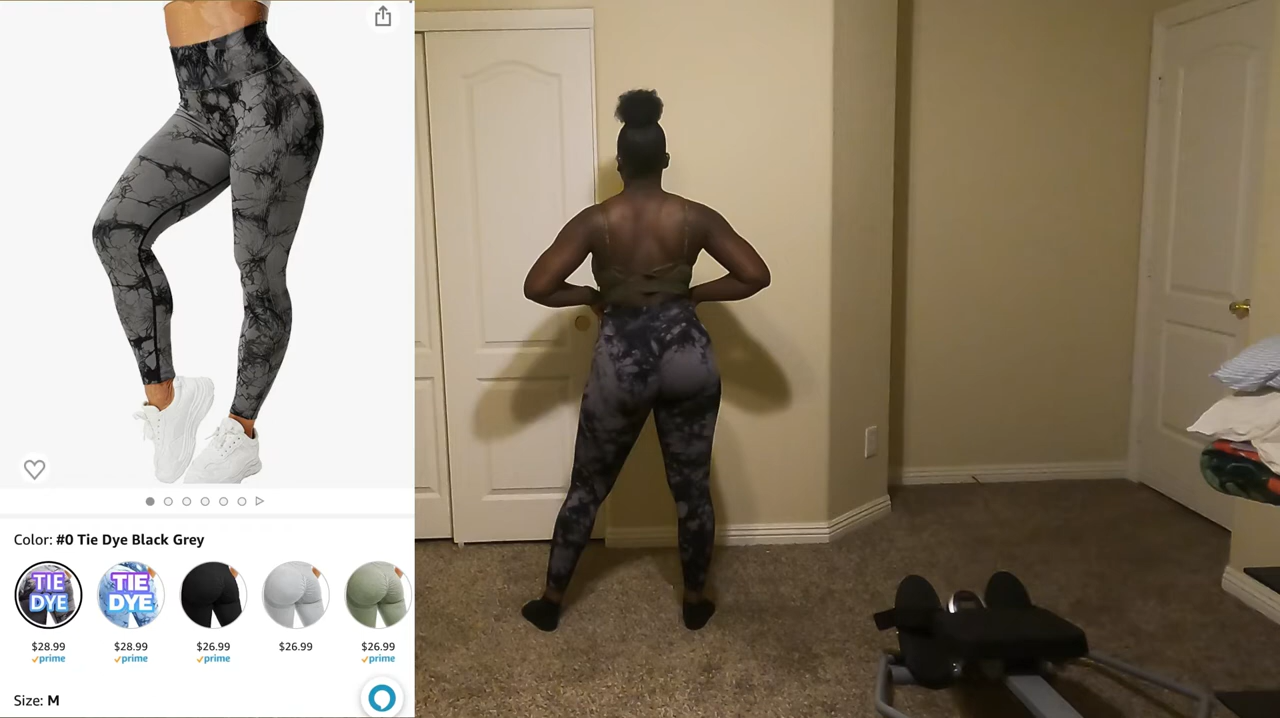 Color: #0 Tie Dye Black Grey
TIE
DYE
TIE
DYE
$28.99
$28.99
$26.99
$26.99
$26.99
prime
prime
prime
prime
Size: M